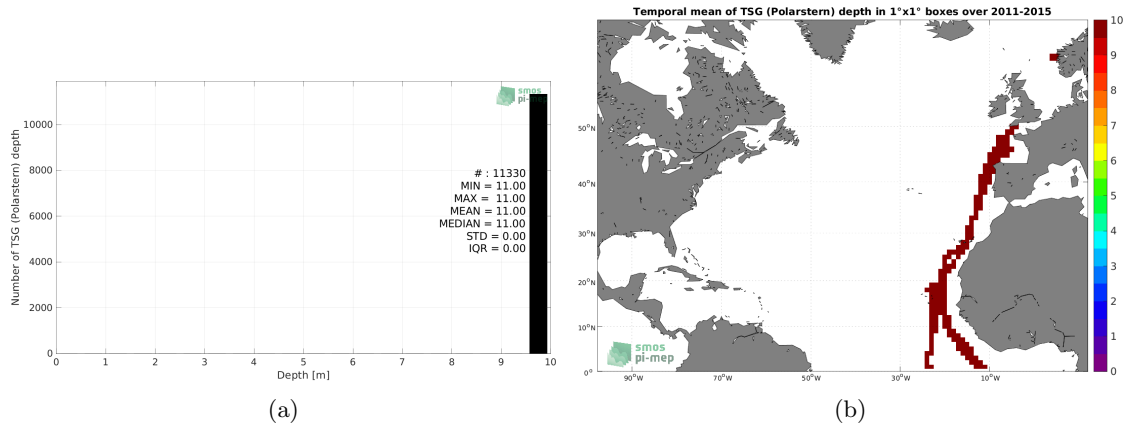 smos
pi-mep
Number of TSG (Polarstern) depth
10000
8000
6000
4000
2000
0
# : 11330
MIN = 11.00
MAX = 11.00
MEAN = 11.00
MEDIAN = 11.00
STD = 0.00
IQR = 0.00
0 1 2 3 4 5 6 7 8 9 10
Depth [m]
(a)
Temporal mean of TSG (Polarstern) depth in 1°x1° boxes over 2011-2015
50°N
40°N
30°N
20°N
10°N
0°
90°W 70°W 50°W 30°W 10°W
smos
pi-mep
10
9
8
7
6
5
4
3
2
1
0
(b)